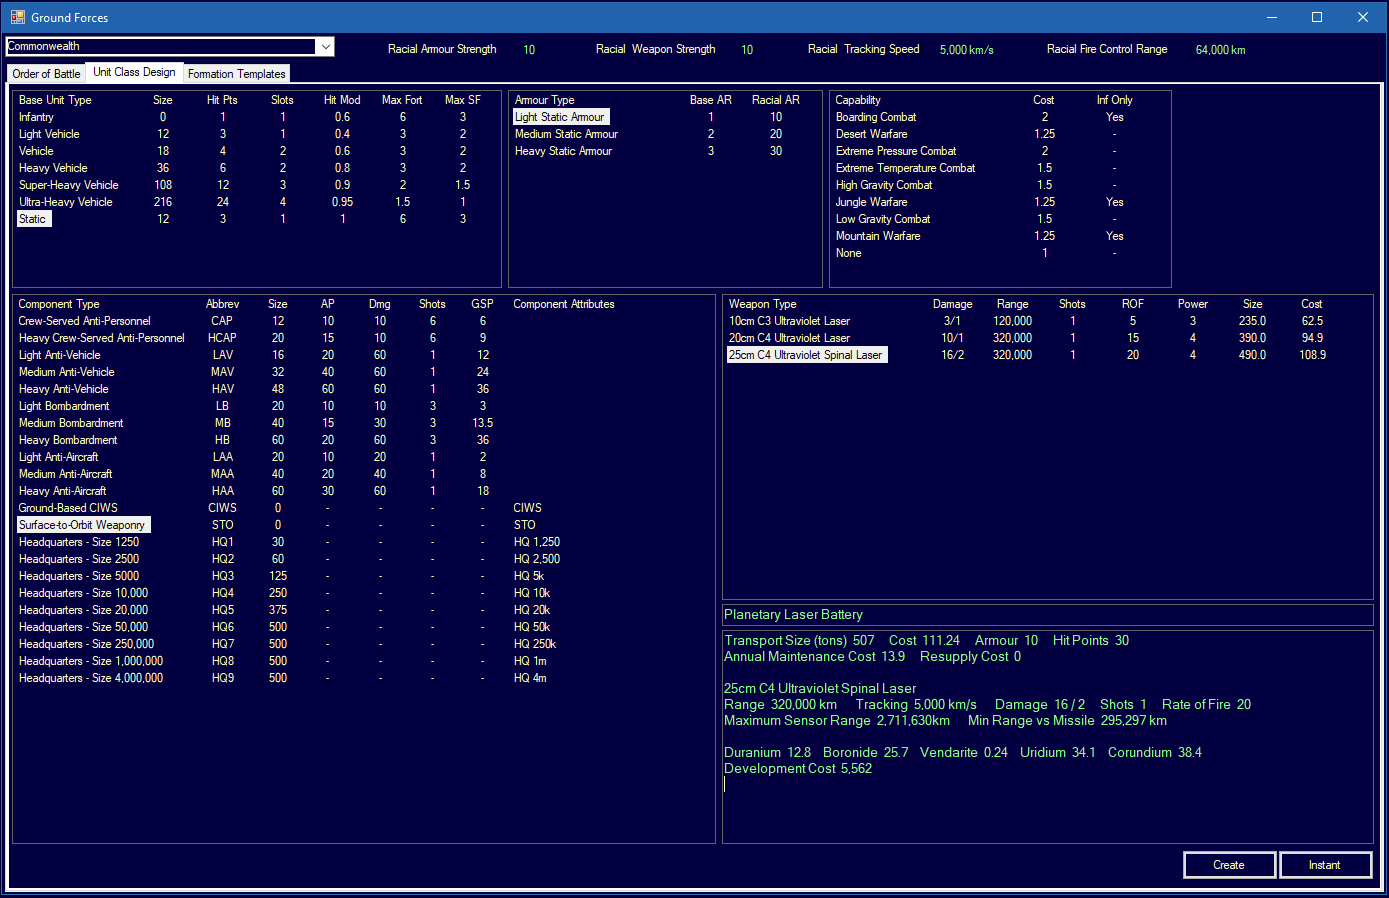 Ground Forces
Commonwealth Racial Armour Strength 10 Racial Weapon Strength 10 Racial Tracking Speed 5,000 km/s Racial Fire Control Range 64,000 km
Order of Battle Unit Class Design Formation Templates
Base Unit Type Size Hit Pts Slots Hit Mod Max Fort Max SF
Infantry 0 1 1 0.6 6 3
Light Vehicle 12 3 1 0.4 3 2
Vehicle 18 4 2 0.6 3 2
Heavy Vehicle 36 6 2 0.8 3 2
Super-Heavy Vehicle 108 12 3 0.9 2 1.5
Ultra-Heavy Vehicle 216 24 4 0.95 1.5 1
Static 12 3 1 1 6 3
Armour Type Base AR Racial AR
Light Static Armour 1 10
Medium Static Armour 2 20
Heavy Static Armour 3 30
Capability Cost Inf Only
Boarding Combat 2 Yes
Desert Warfare 1.25 -
Extreme Pressure Combat 2 -
Extreme Temperature Combat 1.5 -
High Gravity Combat 1.5 -
Jungle Warfare 1.25 Yes
Low Gravity Combat 1.5 -
Mountain Warfare 1.25 Yes
None 1 -
Component Type Abbrev Size AP Dmg Shots GSP Component Attributes
Crew-Served Anti-Personnel CAP 12 10 10 6 6
Heavy Crew-Served Anti-Personnel HCAP 20 15 10 6 9
Light Anti-Vehicle LAV 16 20 60 1 12
Medium Anti-Vehicle MAV 32 40 60 1 24
Heavy Anti-Vehicle HAV 48 60 60 1 36
Light Bombardment LB 20 10 10 3 3
Medium Bombardment MB 40 15 30 3 13.5
Heavy Bombardment HB 60 20 60 3 36
Light Anti-Aircraft LAA 20 10 20 1 2
Medium Anti-Aircraft MAA 40 20 40 1 8
Heavy Anti-Aircraft HAA 60 30 60 1 18
Ground-Based CIWS CIWS 0 - - - - CIWS
Surface-to-Orbit Weaponry STO 0 - - - - STO
Headquarters - Size 1250 HQ1 30 - - - - HQ 1,250
Headquarters - Size 2500 HQ2 60 - - - - HQ 2,500
Headquarters - Size 5000 HQ3 125 - - - - HQ 5k
Headquarters - Size 10,000 HQ4 250 - - - - HQ 10k
Headquarters - Size 20,000 HQ5 375 - - - - HQ 20k
Headquarters - Size 50,000 HQ6 500 - - - - HQ 50k
Headquarters - Size 250,000 HQ7 500 - - - - HQ 250k
Headquarters - Size 1,000,000 HQ8 500 - - - - HQ 1m
Headquarters - Size 4,000,000 HQ9 500 - - - - HQ 4m
Weapon Type Damage Range Shots ROF Power Size Cost
10cm C3 Ultraviolet Laser 3/1 120,000 1 5 3 235.0 62.5
20cm C4 Ultraviolet Laser 10/1 320,000 1 15 4 390.0 94.9
25cm C4 Ultraviolet Spinal Laser 16/2 320,000 1 20 4 490.0 108.9
Planetary Laser Battery
Transport Size (tons) 507 Cost 111.24 Armour 10 Hit Points 30
Annual Maintenance Cost 13.9 Resupply Cost 0
25cm C4 Ultraviolet Spinal Laser
Range 320,000 km Tracking 5,000 km/s Damage 16 / 2 Shots 1 Rate of Fire 20
Maximum Sensor Range 2,711,630km Min Range vs Missile 295,297 km
Duranium 12.8 Boronide 25.7 Vendarite 0.24 Uridium 34.1 Corundium 38.4
Development Cost 5,562
Create Instant